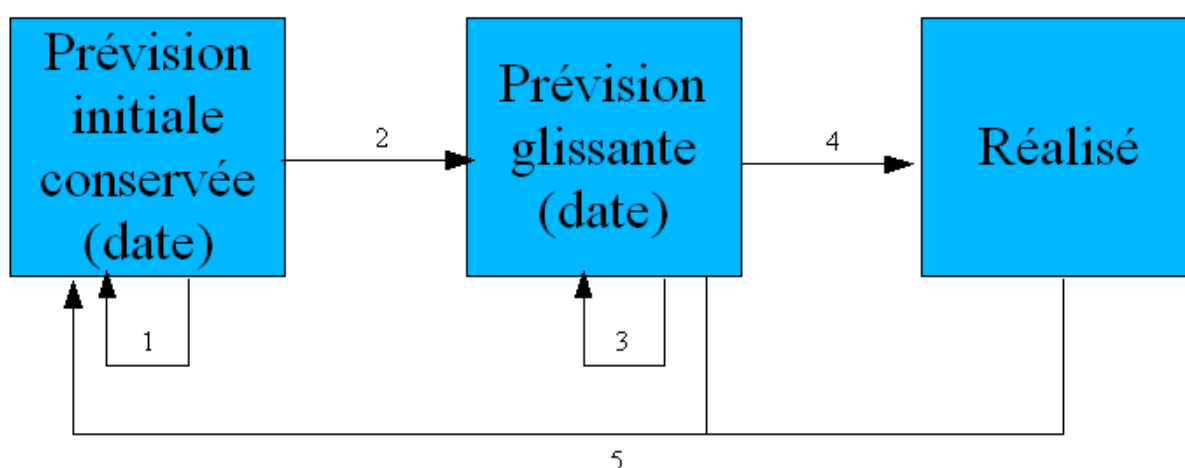 Prévision
initiale
conservée
(date)
2
Prévision
glissante
(date)
4
Réalisé
1
3
5